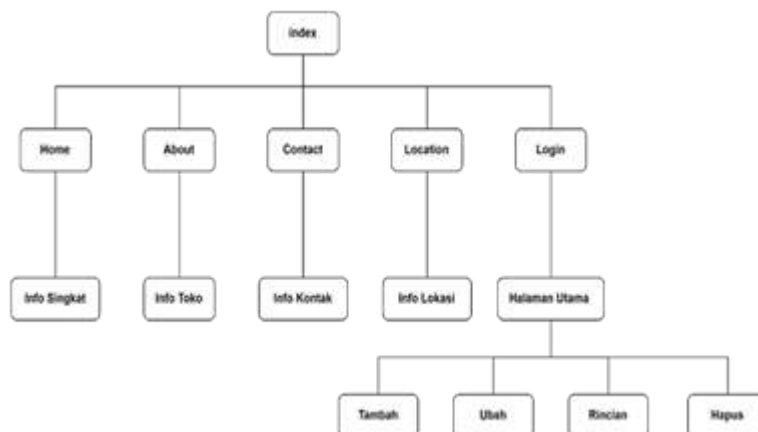 index
Home
About
Contact
Location
Login
Info Singkat
Info Toko
Info Kontak
Info Lokasi
Halaman Utama
Tambah
Ubah
Rincian
Hapus